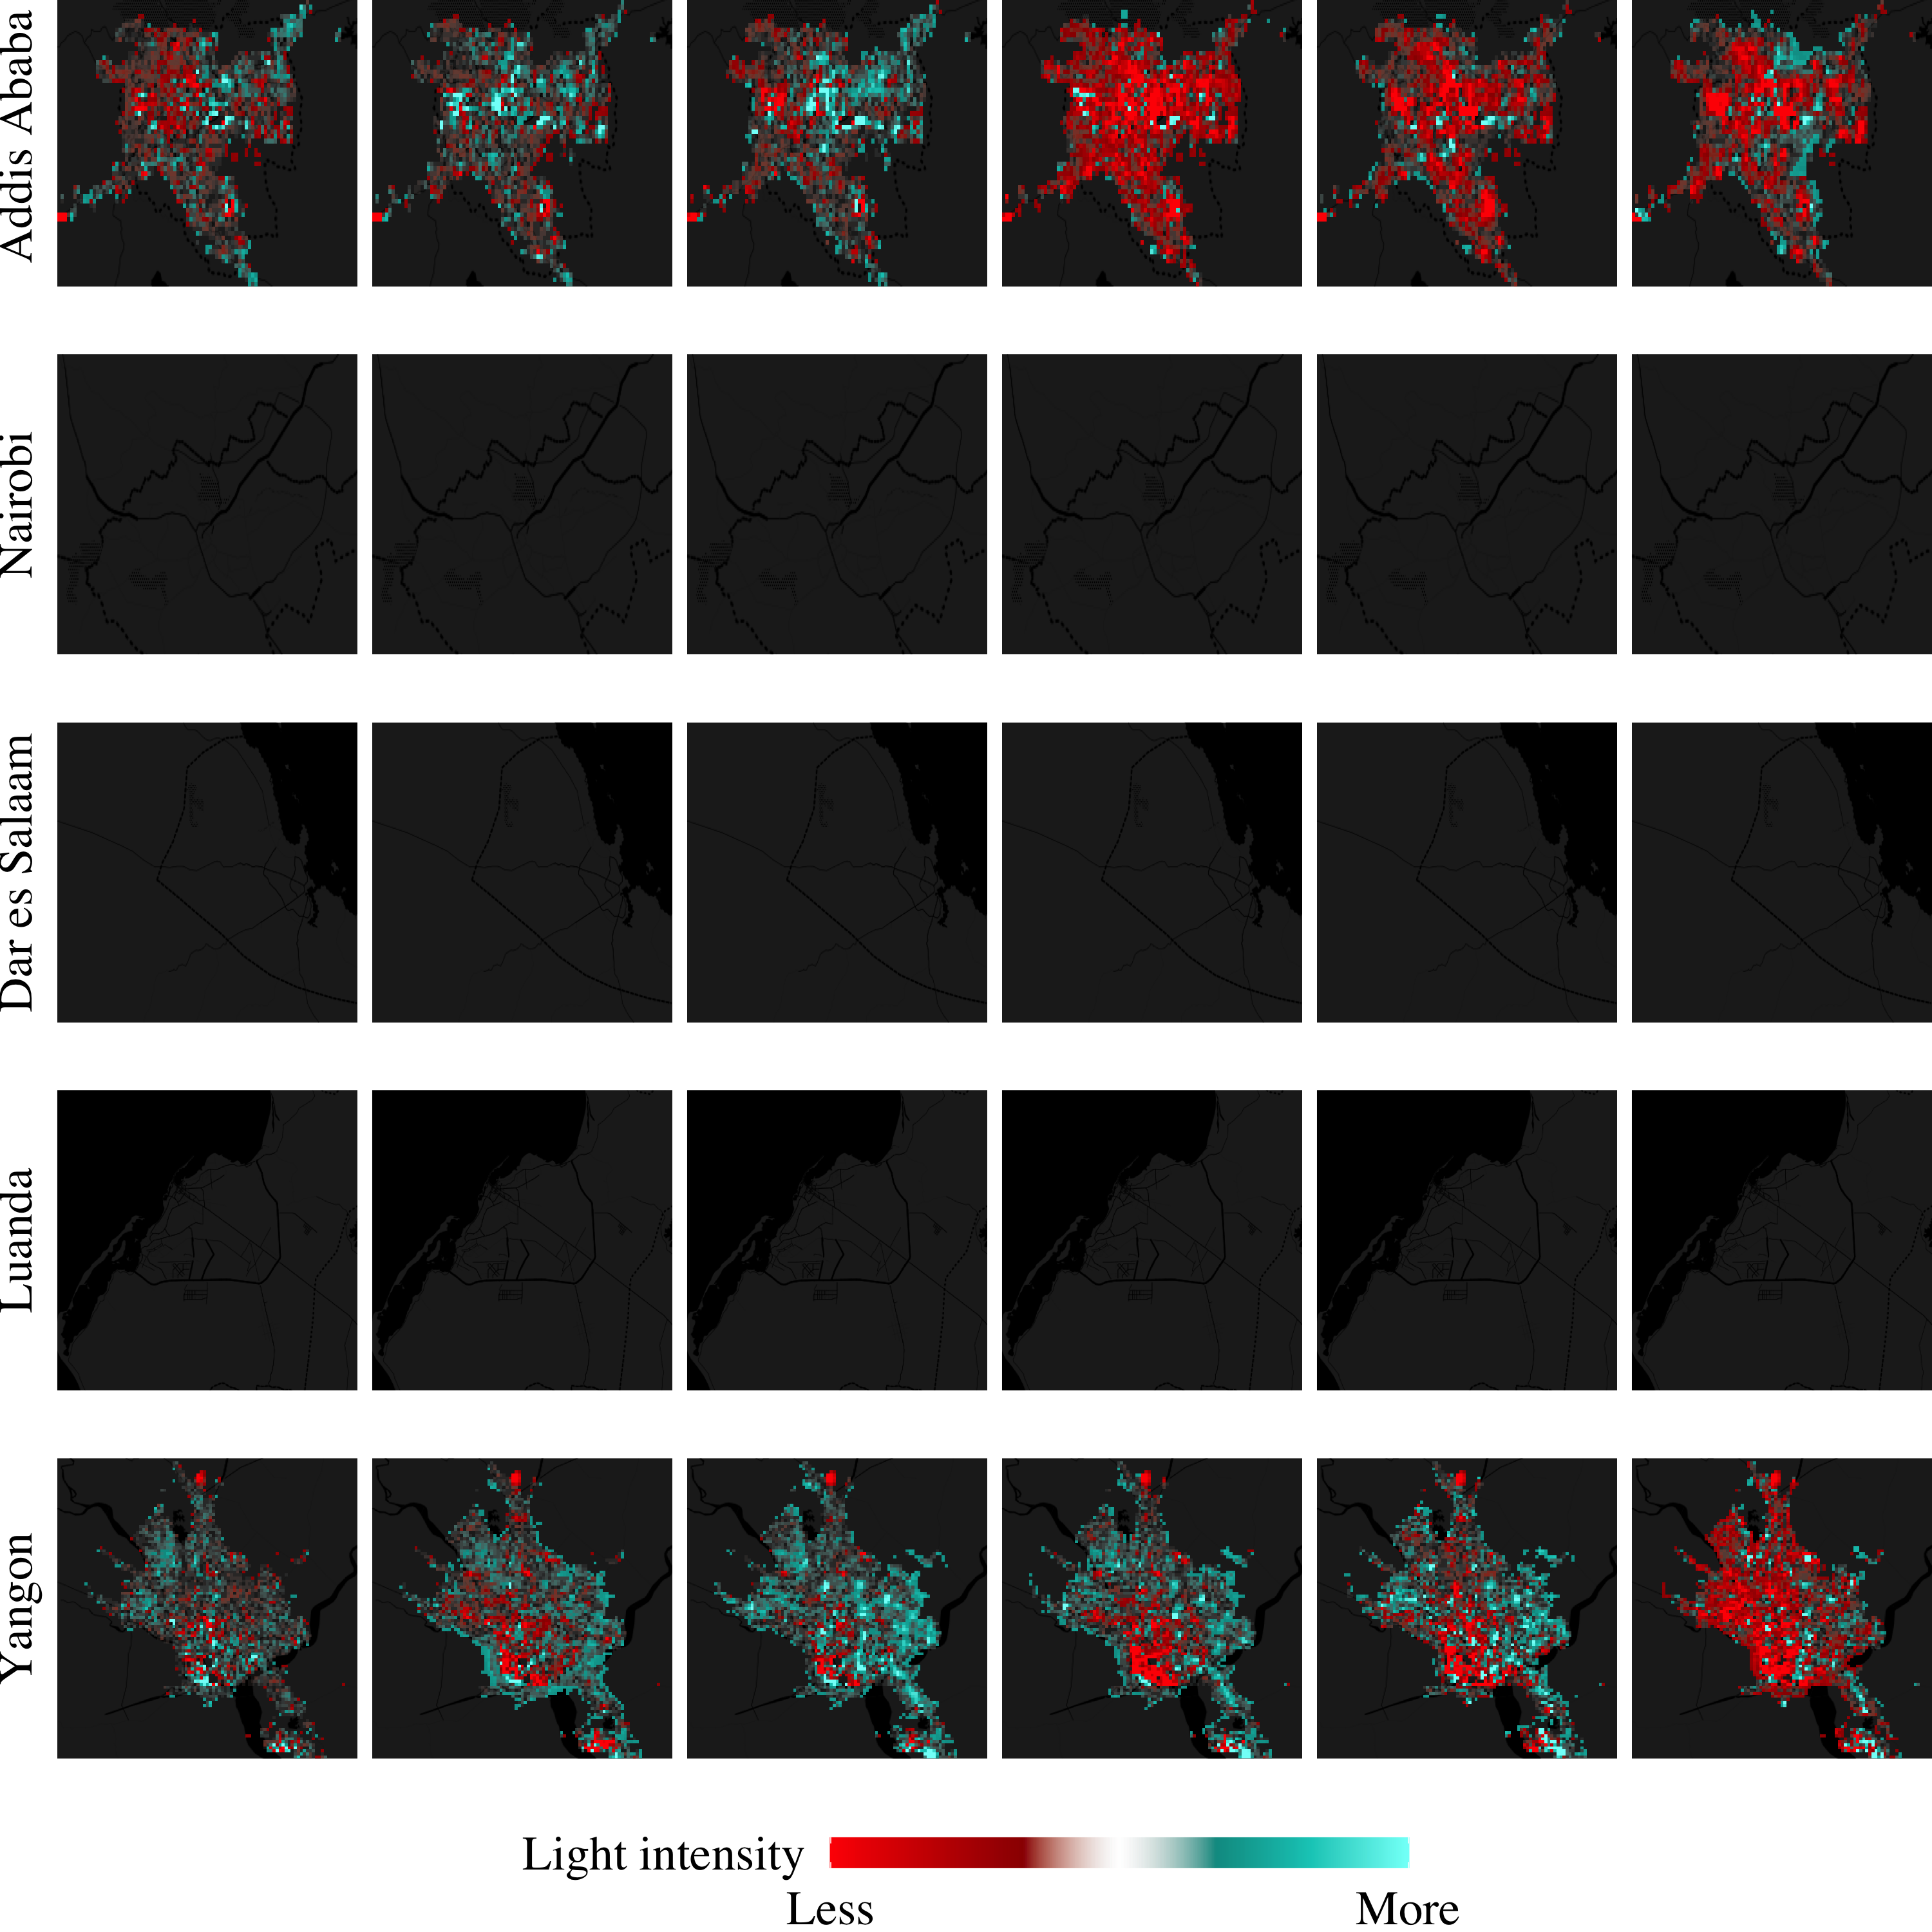 Addis Ababa
Nairobi
Dar es Salaam
Luanda
Yangon
Light intensity
Less
More